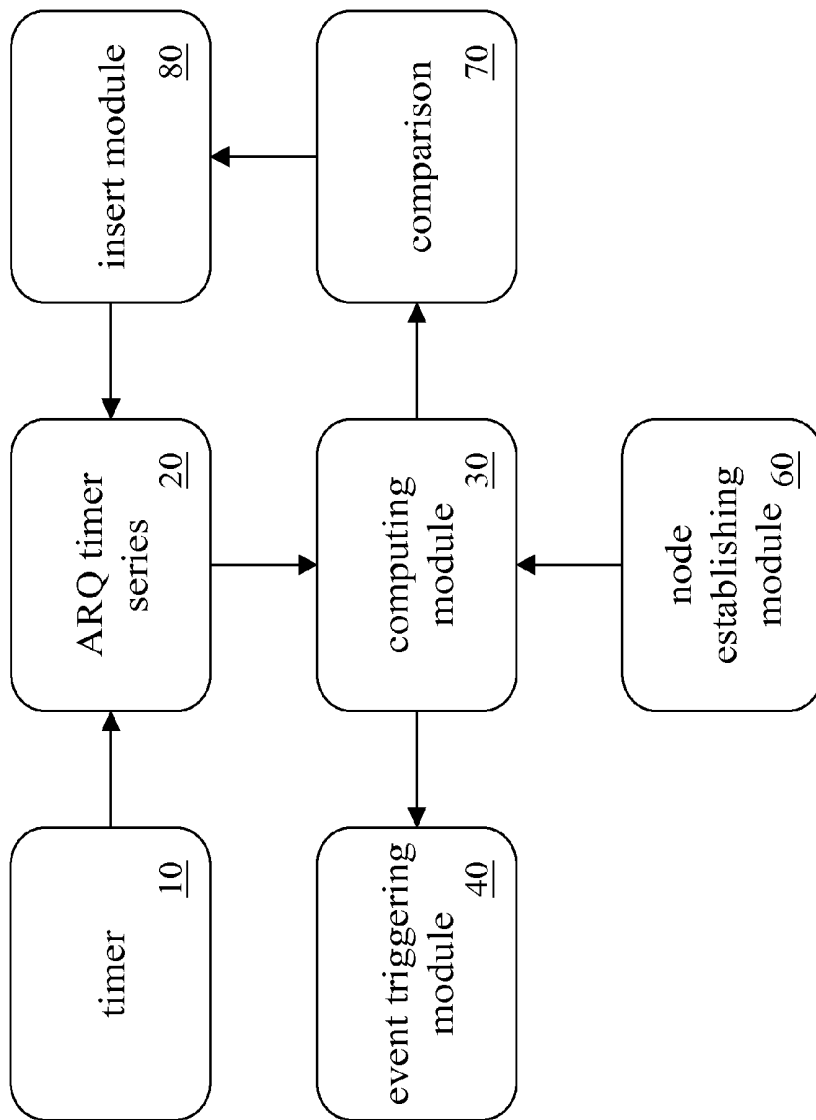 timer
10
ARQ timer
series
20
insert module
80
event triggering
module
40
computing
module
30
comparison
70
node
establishing
module
60